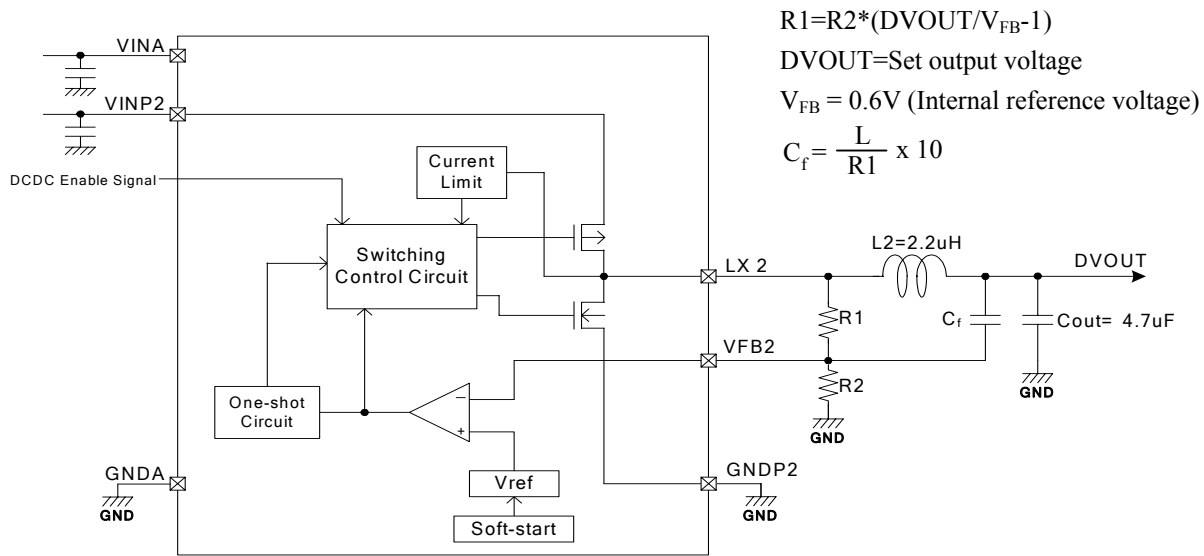 R1=R2*(DVOUT/VFB-1)
DVOUT=Set output voltage
VFB = 0.6V (Internal reference voltage)
Cf = L/R1 x 10
VINA
VINP2
DCDC Enable Signal
Current
Limit
Switching
Control Circuit
LX 2
L2=2.2uH
DVOUT
R1
Cf
Cout= 4.7uF
VFB2
R2
GND
GND
One-shot
Circuit
−
+
Vref
Soft-start
GNDA
GND
GNDP2
GND